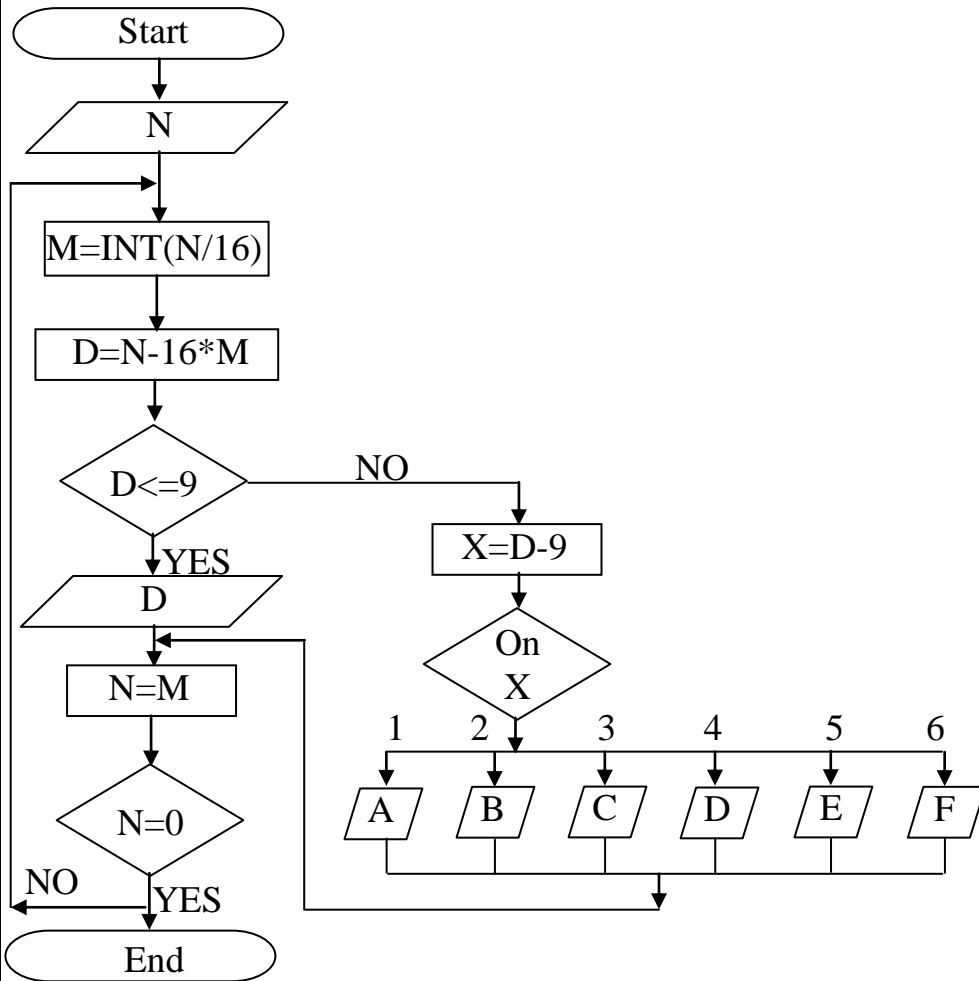 Start
N
M=INT(N/16)
D=N-16*M
D<=9
NO
YES
X=D-9
D
On
X
N=M
1 2 3 4 5 6
A B C D E F
N=0
NO
YES
End